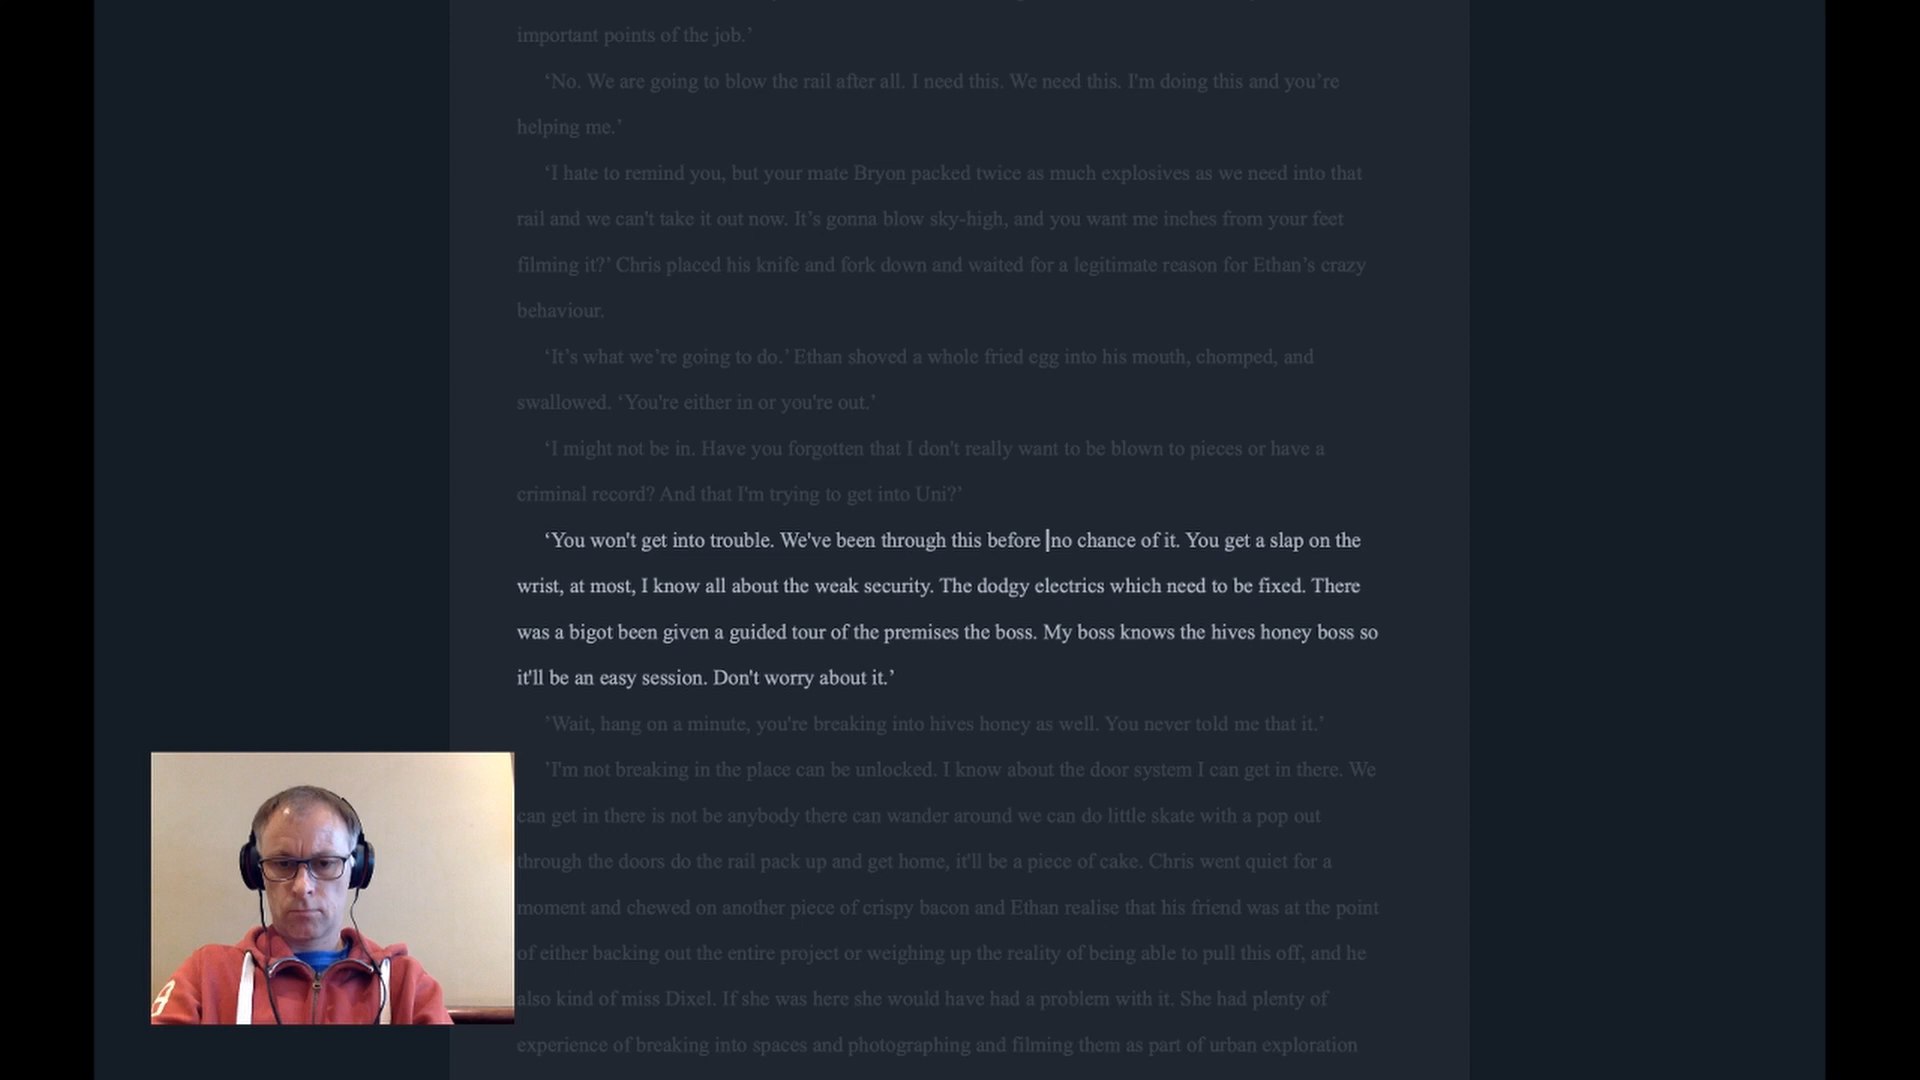 important points of the job.’
‘No. We are going to blow the rail after all. I need this. We need this. I'm doing this and you’re
helping me.’
‘I hate to remind you, but your mate Bryon packed twice as much explosives as we need into that
rail and we can't take it out now. It’s gonna blow sky-high, and you want me inches from your feet
filming it?’ Chris placed his knife and fork down and waited for a legitimate reason for Ethan’s crazy
behaviour.
‘It’s what we’re going to do.’ Ethan shoved a whole fried egg into his mouth, chomped, and
swallowed. ‘You're either in or you're out.’
‘I might not be in. Have you forgotten that I don't really want to be blown to pieces or have a
criminal record? And that I'm trying to get into Uni?’
‘You won't get into trouble. We've been through this before no chance of it. You get a slap on the
wrist, at most, I know all about the weak security. The dodgy electrics which need to be fixed. There
was a bigot been given a guided tour of the premises the boss. My boss knows the hives honey boss so
it'll be an easy session. Don't worry about it.’
’Wait, hang on a minute, you're breaking into hives honey as well. You never told me that it.’
’I'm not breaking in the place can be unlocked. I know about the door system I can get in there. We
can get in there is not be anybody there can wander around we can do little skate with a pop out
through the doors do the rail pack up and get home, it'll be a piece of cake. Chris went quiet for a
moment and chewed on another piece of crispy bacon and Ethan realise that his friend was at the point
of either backing out the entire project or weighing up the reality of being able to pull this off, and he
also kind of miss Dixel. If she was here she would have had a problem with it. She had plenty of
experience of breaking into spaces and photographing and filming them as part of urban exploration